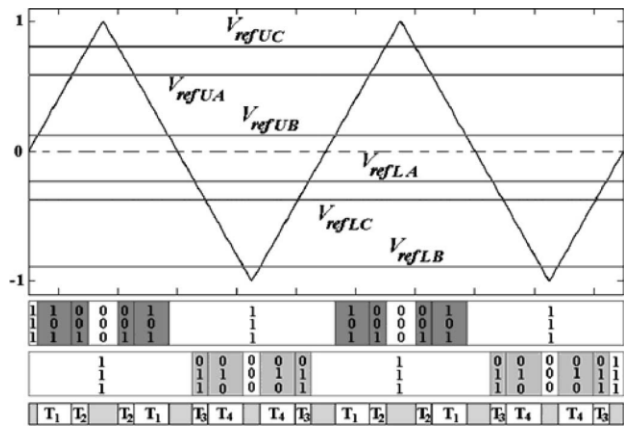 1
V_refUC
V_refUA
V_refUB
0
V_refLA
V_refLC
V_refLB
-1
1 1 0 0 0 1 1 1 0 0 0 1 1
1 0 0 0 0 0 1 0 0 0 0 0 1
1 1 1 0 1 1 1 1 1 0 1 1 1
1 0 0 0 0 0 1 0 0 0 0 0 1
1 1 1 0 1 1 1 1 1 0 1 1 1
1 1 0 0 0 1 1 1 0 0 0 1 1
T1 T2 T2 T1 T3 T4 T4 T3 T1 T2 T2 T1 T3 T4 T4 T3